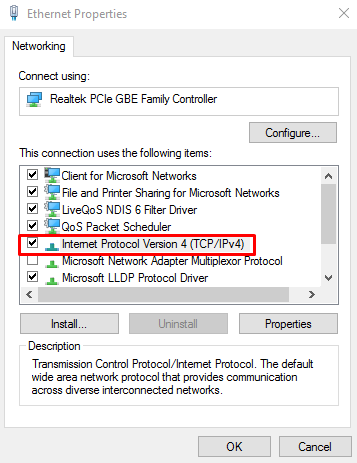 Ethernet Properties
Networking
Connect using:
Realtek PCIe GBE Family Controller
Configure...
This connection uses the following items:
Client for Microsoft Networks
File and Printer Sharing for Microsoft Networks
LiveQoS NDIS 6 Filter Driver
QoS Packet Scheduler
Internet Protocol Version 4 (TCP/IPv4)
Microsoft Network Adapter Multiplexor Protocol
Microsoft LLDP Protocol Driver
Install...
Uninstall
Properties
Description
Transmission Control Protocol/Internet Protocol. The default
wide area network protocol that provides communication
across diverse interconnected networks.
OK
Cancel